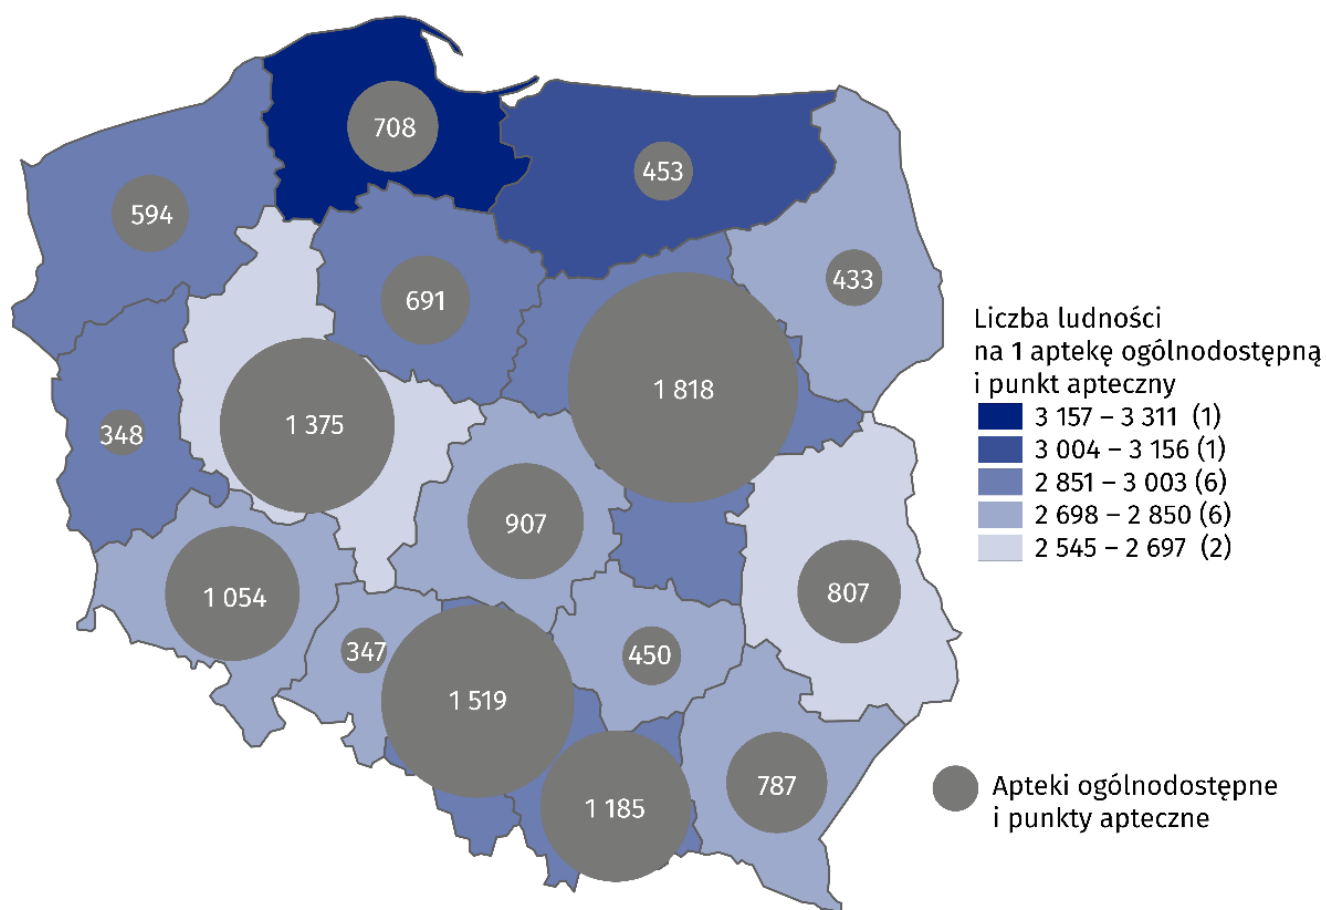 708
453
594
433
691
1 818
1 375
348
907
1 054
807
347
450
1 519
787
1 185
Liczba ludności
na 1 aptekę ogólnodostępną
i punkt apteczny
3 157 – 3 311 (1)
3 004 – 3 156 (1)
2 851 – 3 003 (6)
2 698 – 2 850 (6)
2 545 – 2 697 (2)
Apteki ogólnodostępne
i punkty apteczne